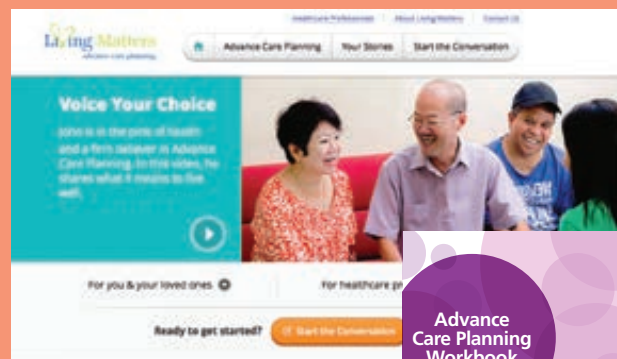 Healthcare Professionals About Living Matters Contact Us
Living Matters
advance care planning
Advance Care Planning Your Stories Start the Conversation
Voice Your Choice
John is in the pink of health
and a firm believer in Advance
Care Planning. In this video, he
shares what it means to live
well.
For you & your loved ones For healthcare pr
Ready to get started? Start the Conversation
Advance
Care Planning
Workbook